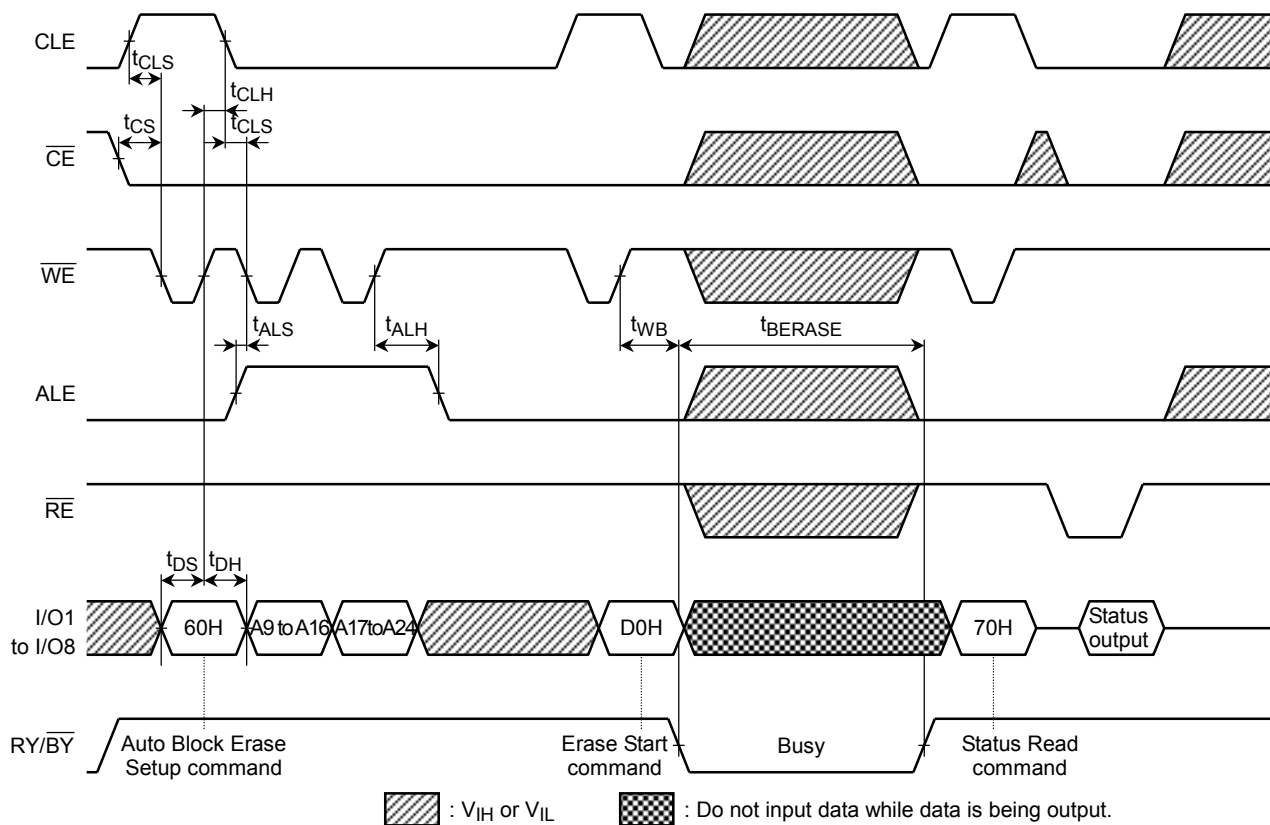 CLE
tCLS
tCLH
tCS
tCLS
CE
WE
tALS
tALH
tWB
tBERASE
ALE
RE
tDS
tDH
I/O1
to I/O8
60H
A9 to A16
A17 to A24
D0H
70H
Status
output
RY/BY
Auto Block Erase
Setup command
Erase Start
command
Busy
Status Read
command
: VIH or VIL
: Do not input data while data is being output.